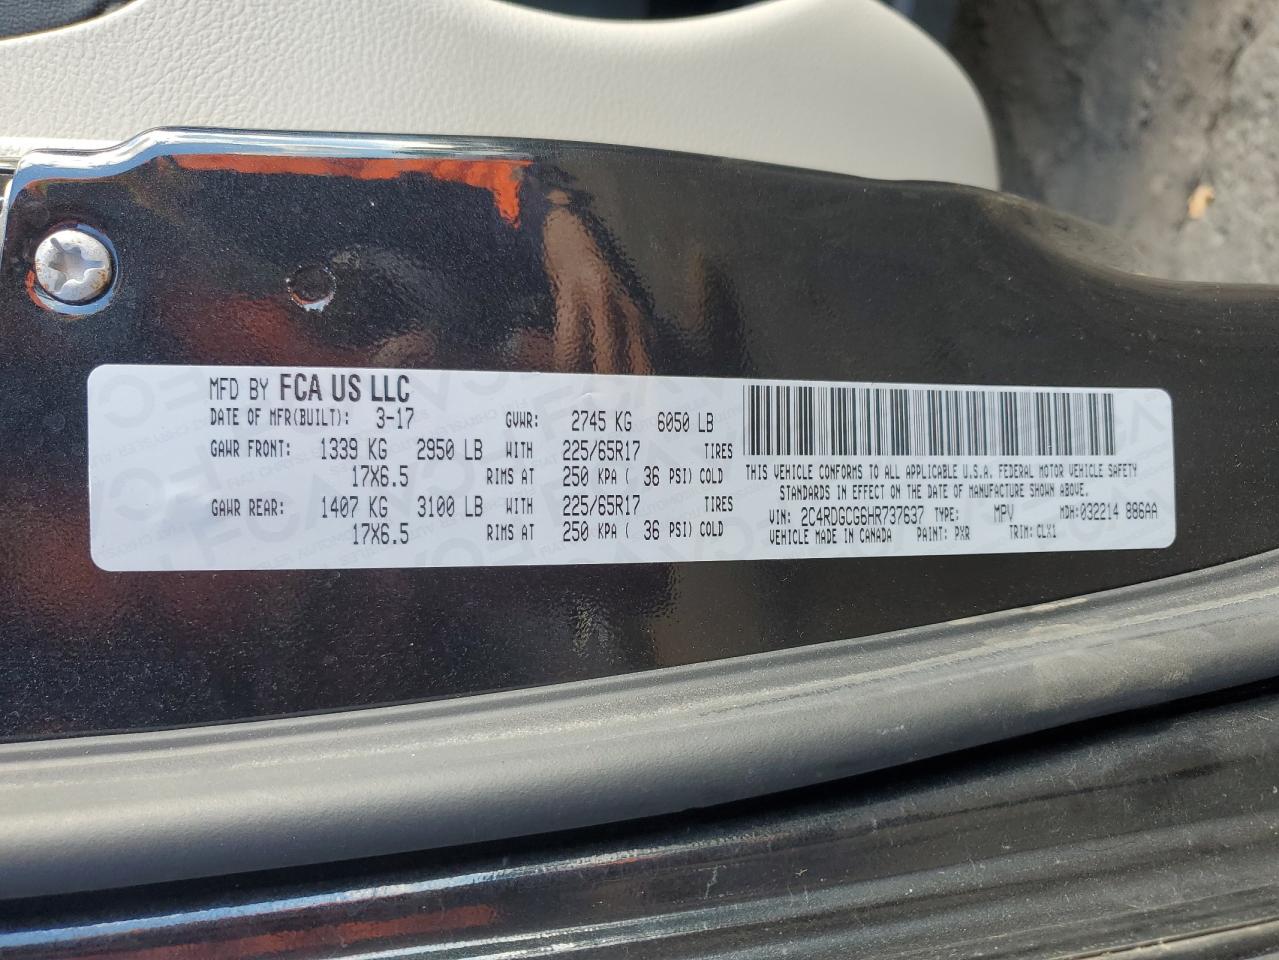 MFD BY FCA US LLC
DATE OF MFR(BUILT): 3-17 GVWR: 2745 KG 6050 LB
GAWR FRONT: 1339 KG 2950 LB WITH 225/65R17 TIRES
17X6.5 RIMS AT 250 KPA ( 36 PSI) COLD
GAWR REAR: 1407 KG 3100 LB WITH 225/65R17 TIRES
17X6.5 RIMS AT 250 KPA ( 36 PSI) COLD
THIS VEHICLE CONFORMS TO ALL APPLICABLE U.S.A. FEDERAL MOTOR VEHICLE SAFETY
STANDARDS IN EFFECT ON THE DATE OF MANUFACTURE SHOWN ABOVE.
VIN: 2C4RDGCG6HR737637 TYPE: MPV MDH: 032214 886AA
VEHICLE MADE IN CANADA PAINT: PXR TRIM: CLX1